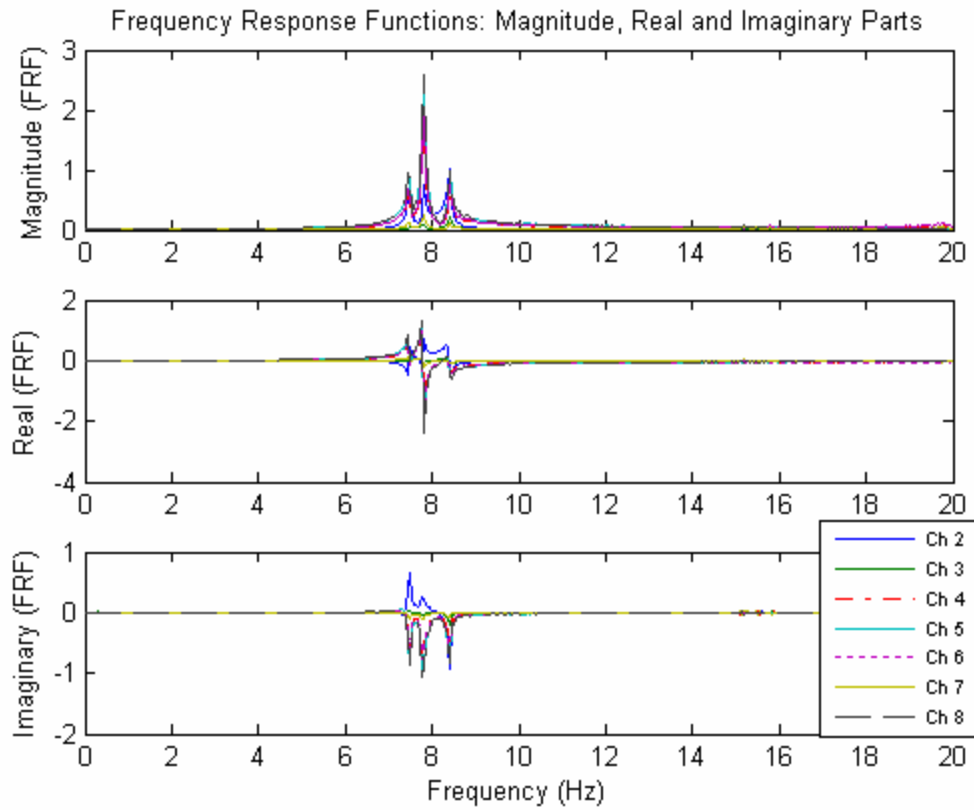 Frequency Response Functions: Magnitude, Real and Imaginary Parts
Magnitude (FRF)
3
2
1
0
0 2 4 6 8 10 12 14 16 18 20
Real (FRF)
2
0
-2
-4
0 2 4 6 8 10 12 14 16 18 20
Imaginary (FRF)
1
0
-1
-2
0 2 4 6 8 10 12 14 16 18 20
Frequency (Hz)
Ch 2
Ch 3
Ch 4
Ch 5
Ch 6
Ch 7
Ch 8